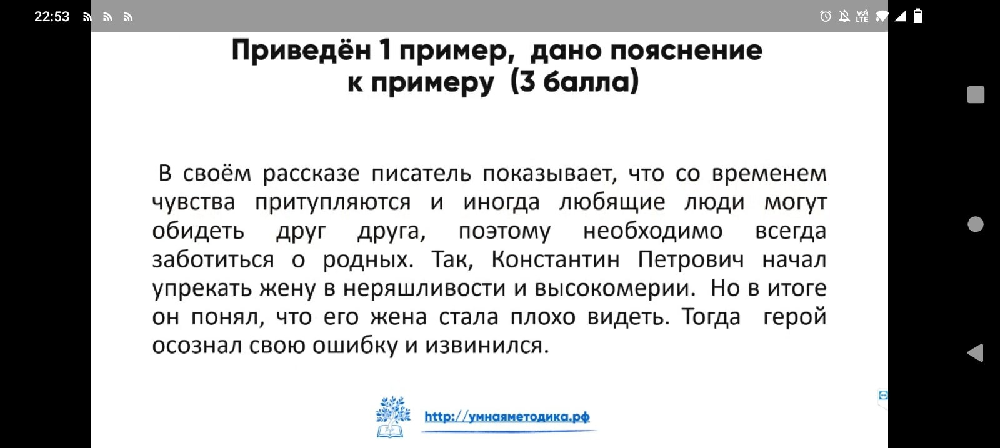 22:53
Vo) LTE
Приведён 1 пример, дано пояснение
к примеру (3 балла)
В своём рассказе писатель показывает, что со временем
чувства притупляются и иногда любящие люди могут
обидеть друг друга, поэтому необходимо всегда
заботиться о родных. Так, Константин Петрович начал
упрекать жену в неряшливости и высокомерии. Но в итоге
он понял, что его жена стала плохо видеть. Тогда герой
осознал свою ошибку и извинился.
http://умнаяметодика.рф